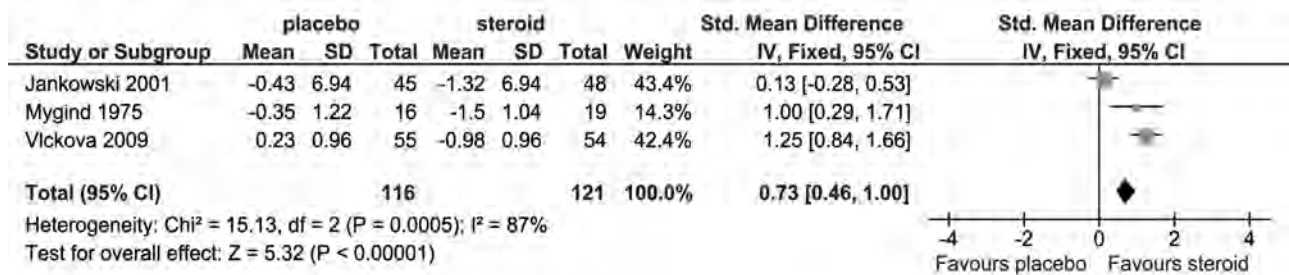 placebo steroid Std. Mean Difference Std. Mean Difference
Study or Subgroup Mean SD Total Mean SD Total Weight IV, Fixed, 95% CI IV, Fixed, 95% CI
Jankowski 2001 -0.43 6.94 45 -1.32 6.94 48 43.4% 0.13 [-0.28, 0.53]
Mygind 1975 -0.35 1.22 16 -1.5 1.04 19 14.3% 1.00 [0.29, 1.71]
Vlckova 2009 0.23 0.96 55 -0.98 0.96 54 42.4% 1.25 [0.84, 1.66]
Total (95% CI) 116 121 100.0% 0.73 [0.46, 1.00]
Heterogeneity: Chi² = 15.13, df = 2 (P = 0.0005); I² = 87%
Test for overall effect: Z = 5.32 (P < 0.00001)
-4 -2 0 2 4
Favours placebo Favours steroid